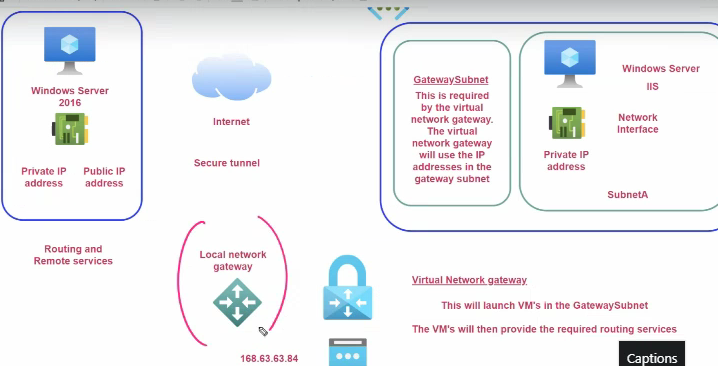 Windows Server
2016
Private IP
address
Public IP
address
Routing and
Remote services
Internet
Secure tunnel
Local network
gateway
168.63.63.84
GatewaySubnet
This is required
by the virtual
network gateway.
The virtual
network gateway
will use the IP
addresses in the
gateway subnet
Windows Server
IIS
Network
Interface
Private IP
address
SubnetA
Virtual Network gateway
This will launch VM's in the GatewaySubnet
The VM's will then provide the required routing services
Captions